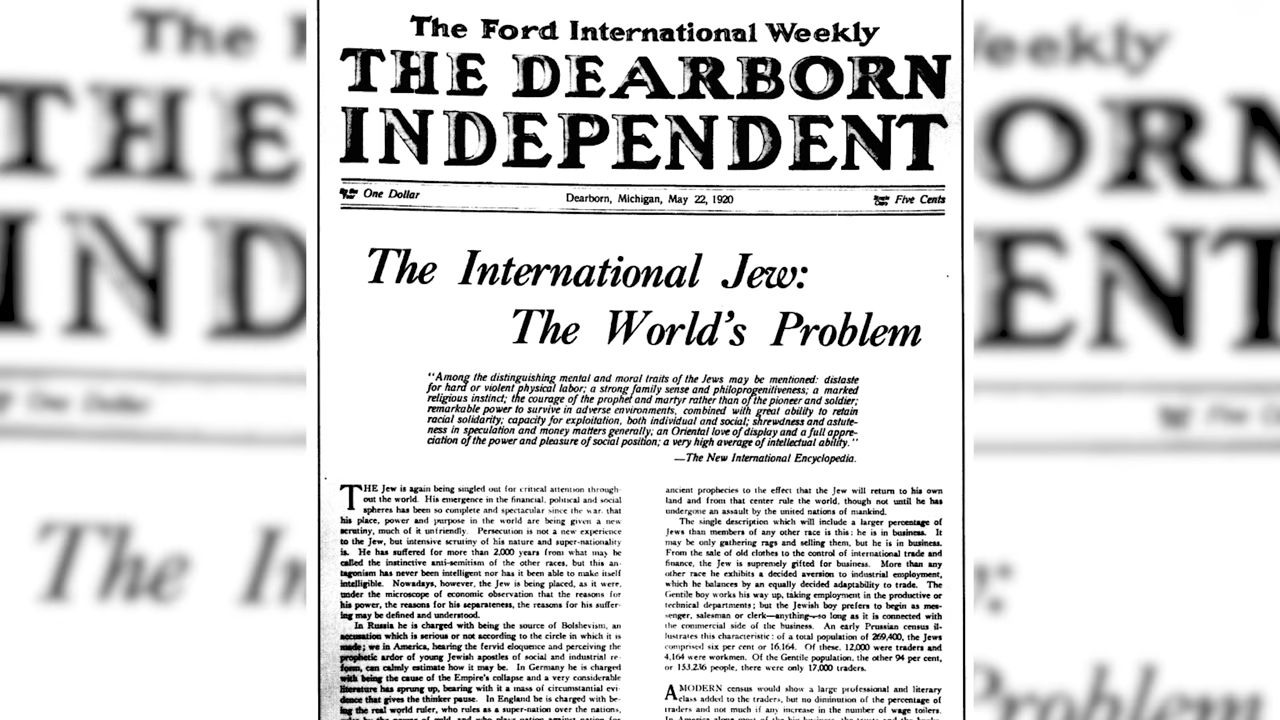 The Ford International Weekly
THE DEARBORN
INDEPENDENT
One Dollar
Dearborn, Michigan, May 22, 1920
Five Cents
The International Jew:
The World's Problem
"Among the distinguishing mental and moral traits of the Jews may be mentioned: distaste
for hard or violent physical labor; a strong family sense and philoprogenitiveness; a marked
religious instinct; the courage of the prophet and martyr rather than of the pioneer and soldier;
remarkable power to survive in adverse environments, combined with great ability to retain
racial solidarity; capacity for exploitation, both individual and social; shrewdness and astute-
ness in speculation and money matters generally; an Oriental love of display and a full appre-
ciation of the power and pleasure of social position; a very high average of intellectual ability."
—The New International Encyclopedia.
THE Jew is again being singled out for critical attention through-
out the world. His emergence in the financial, political and social
spheres has been so complete and spectacular since the war, that
his place, power and purpose in the world are being given a new
scrutiny, much of it unfriendly. Persecution is not a new experience
to the Jew, but intensive scrutiny of his nature and super-nationality
is. He has suffered for more than 2,000 years from what may be
called the instinctive anti-semitism of the other races, but this an-
tagonism has never been intelligent nor has it been able to make itself
intelligible. Nowadays, however, the Jew is being placed, as it were,
under the microscope of economic observation that the reasons for
his power, the reasons for his separateness, the reasons for his suffer-
ing may be defined and understood.
In Russia he is charged with being the source of Bolshevism, an
accusation which is serious or not according to the circle in which it is
made; we in America, hearing the fervid eloquence and perceiving the
prophetic ardor of young Jewish apostles of social and industrial re-
form, can calmly estimate how it may be. In Germany he is charged
with being the cause of the Empire's collapse and a very considerable
literature has sprung up, bearing with it a mass of circumstantial evi-
dence that gives the thinker pause. In England he is charged with be-
ing the real world ruler, who rules as a super-nation over the nations,
rules by the power of gold, and who plays nation against nation for
ancient prophecies to the effect that the Jew will return to his own
land and from that center rule the world, though not until he has
undergone an assault by the united nations of mankind.
The single description which will include a larger percentage of
Jews than members of any other race is this: he is in business. It
may be only gathering rags and selling them, but he is in business.
From the sale of old clothes to the control of international trade and
finance, the Jew is supremely gifted for business. More than any
other race he exhibits a decided aversion to industrial employment,
which he balances by an equally decided adaptability to trade. The
Gentile boy works his way up, taking employment in the productive or
technical departments; but the Jewish boy prefers to begin as mes-
senger, salesman or clerk—anything—so long as it is connected with
the commercial side of the business. An early Prussian census il-
lustrates this characteristic: of a total population of 269,400, the Jews
comprised six per cent or 16,164. Of these, 12,000 were traders and
4,164 were workmen. Of the Gentile population, the other 94 per cent,
or 153,236 people, there were only 17,000 traders.
A MODERN census would show a large professional and literary
class added to the traders, but no diminution of the percentage of
traders and not much if any increase in the number of wage toilers.
In America alone most of the big business, the trusts and the banks,